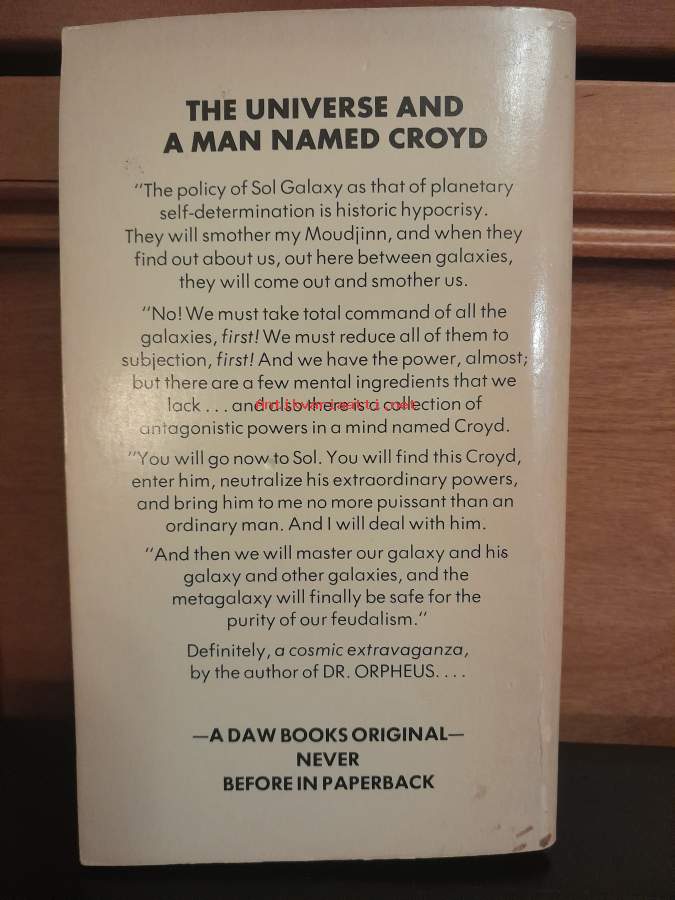 THE UNIVERSE AND
A MAN NAMED CROYD
"The policy of Sol Galaxy as that of planetary
self-determination is historic hypocrisy.
They will smother my Moudjinn, and when they
find out about us, out here between galaxies,
they will come out and smother us.
"No! We must take total command of all the
galaxies, first! We must reduce all of them to
subjection, first! And we have the power, almost;
but there are a few mental ingredients that we
lack . . . and also there is a collection of
antikvariaatti.net
antagonistic powers in a mind named Croyd.
"You will go now to Sol. You will find this Croyd,
enter him, neutralize his extraordinary powers,
and bring him to me no more puissant than an
ordinary man. And I will deal with him.
"And then we will master our galaxy and his
galaxy and other galaxies, and the
metagalaxy will finally be safe for the
purity of our feudalism."
Definitely, a cosmic extravaganza,
by the author of DR. ORPHEUS. . . .
—A DAW BOOKS ORIGINAL—
NEVER
BEFORE IN PAPERBACK